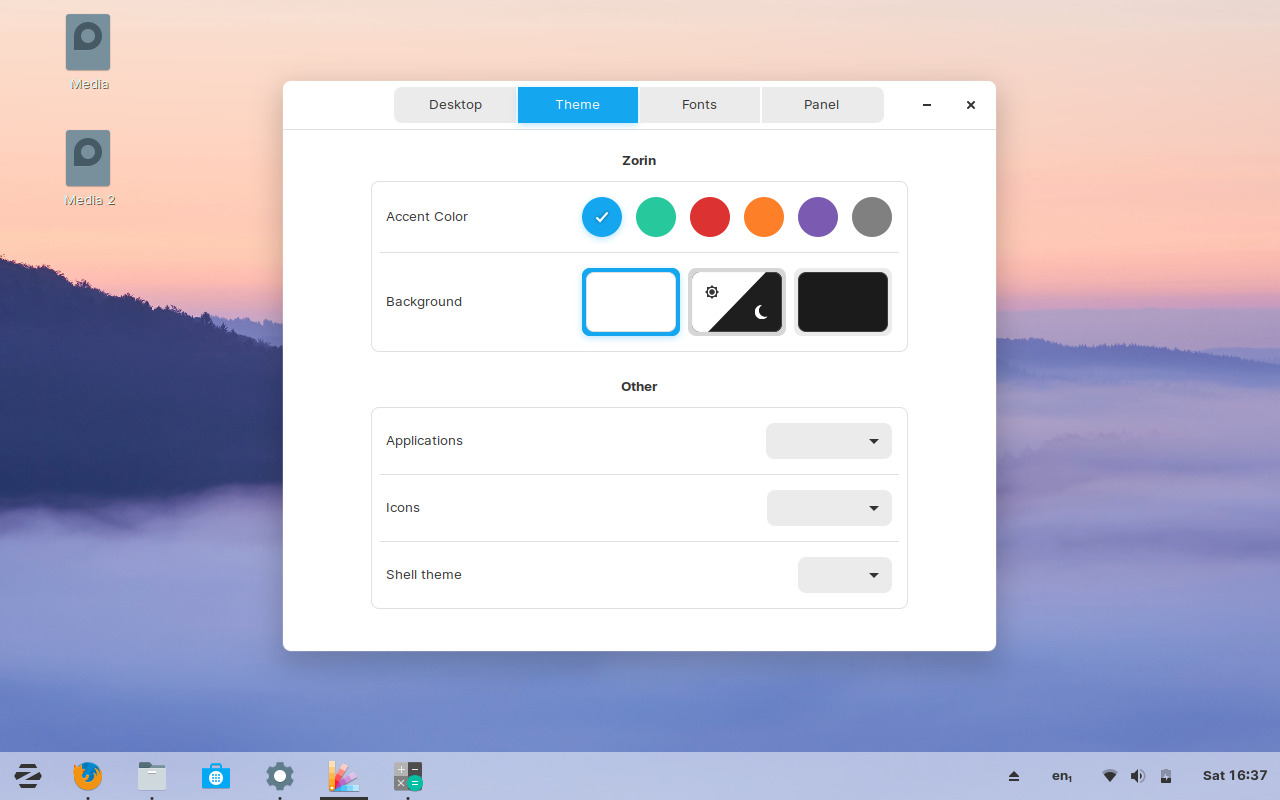 Media
Media 2
Desktop
Theme
Fonts
Panel
Zorin
Accent Color
Background
Other
Applications
Icons
Shell theme
en₁
Sat 16:37